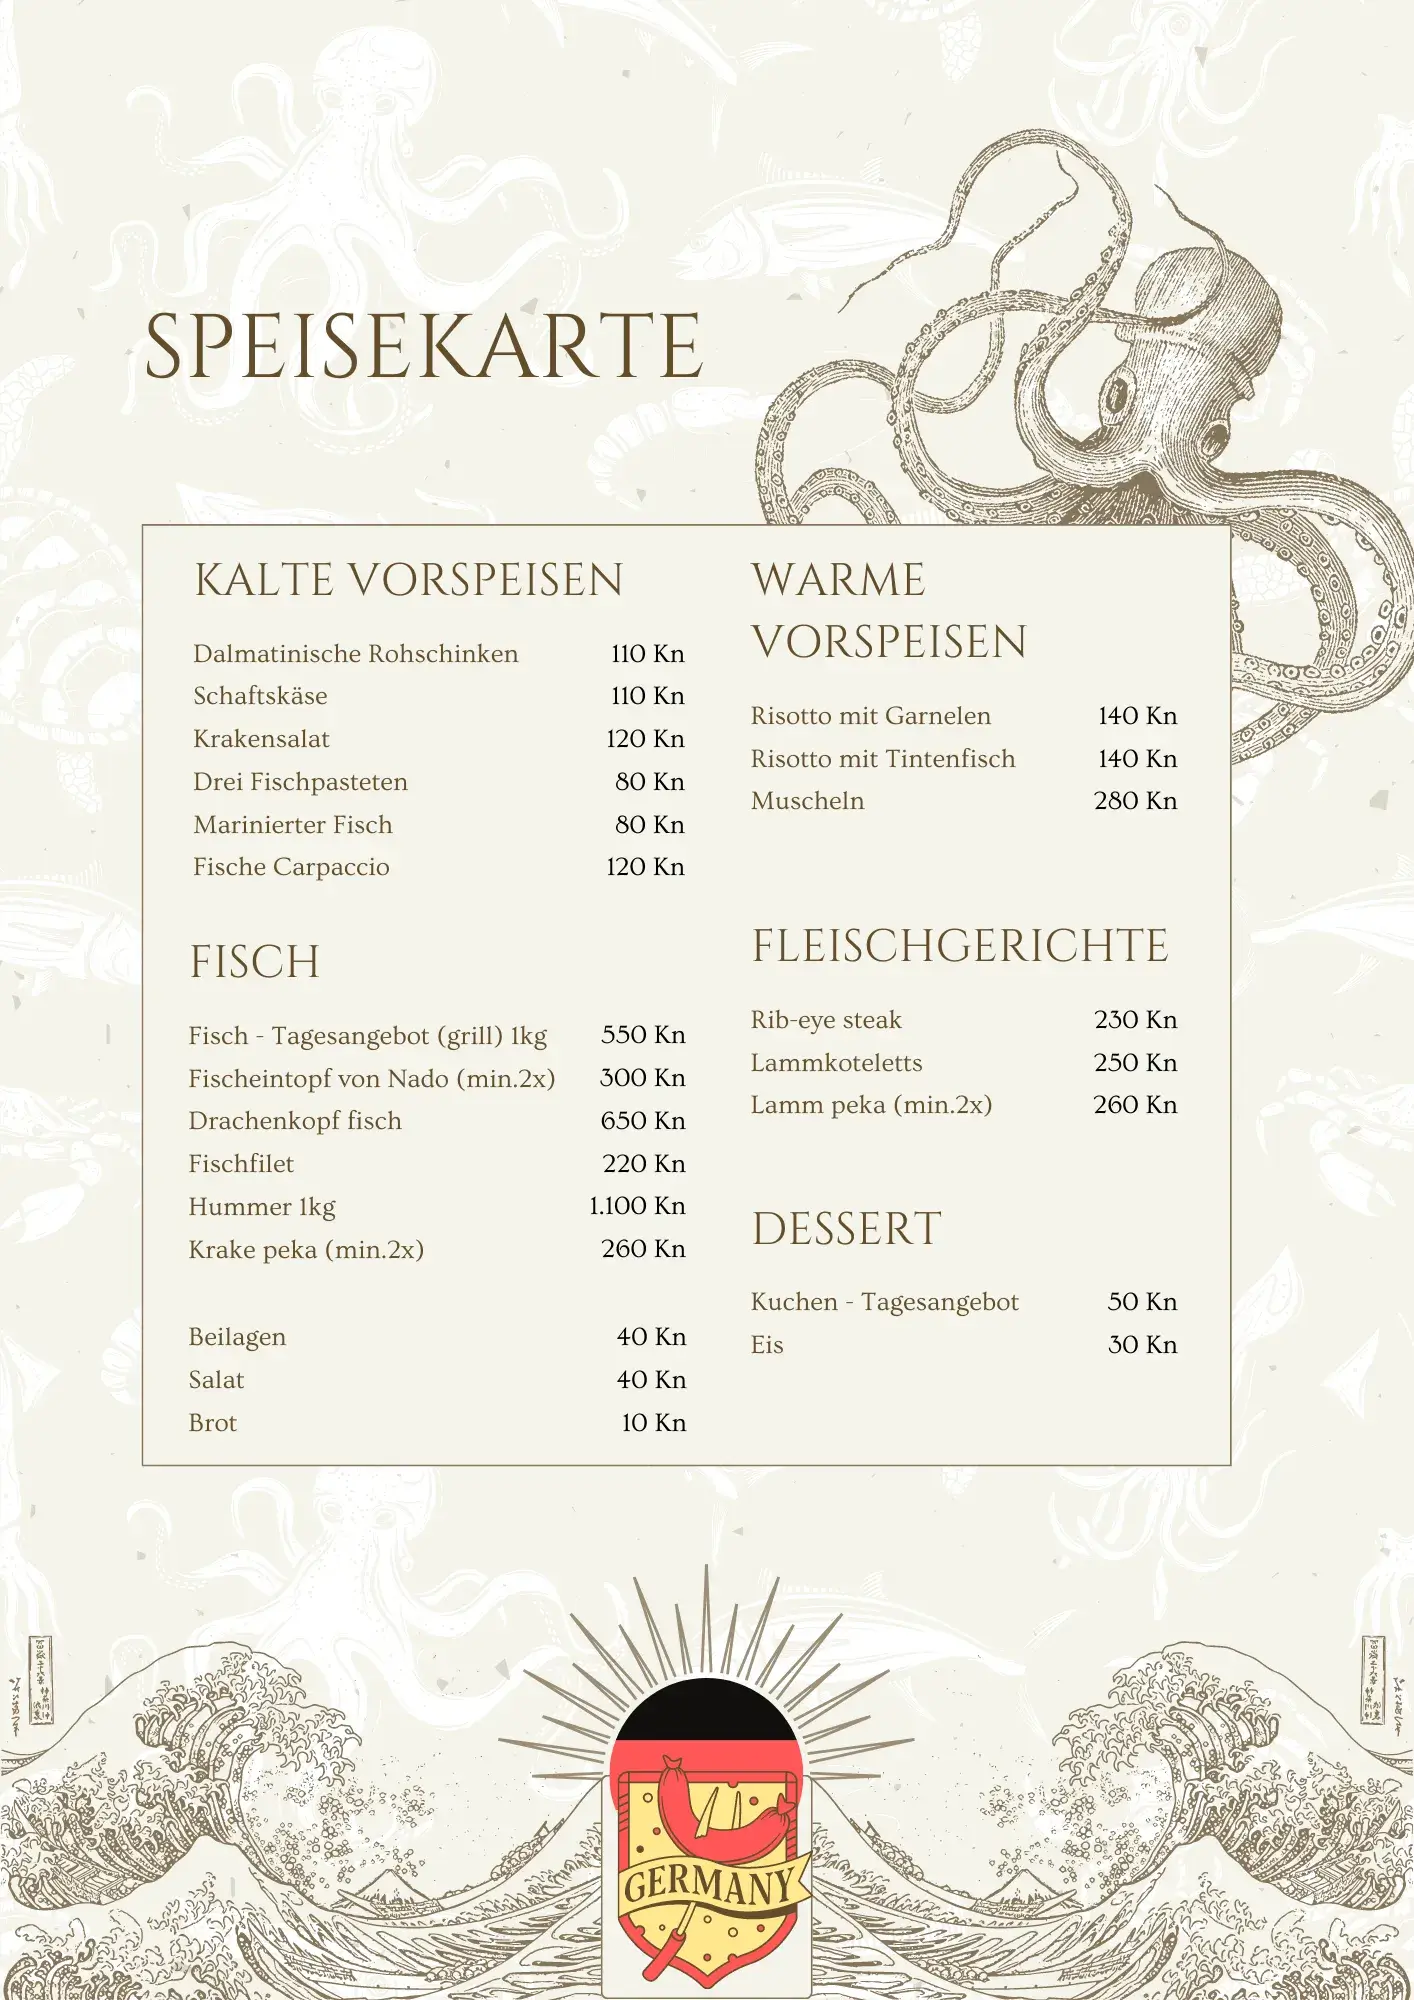 SPEISEKARTE
KALTE VORSPEISEN
Dalmatinische Rohschinken 110 Kn
Schaftskäse 110 Kn
Krakensalat 120 Kn
Drei Fischpasteten 80 Kn
Marinierter Fisch 80 Kn
Fische Carpaccio 120 Kn
FISCH
Fisch - Tagesangebot (grill) 1kg 550 Kn
Fischeintopf von Nado (min.2x) 300 Kn
Drachenkopf fisch 650 Kn
Fischfilet 220 Kn
Hummer 1kg 1.100 Kn
Krake peka (min.2x) 260 Kn
Beilagen 40 Kn
Salat 40 Kn
Brot 10 Kn
WARME
VORSPEISEN
Risotto mit Garnelen 140 Kn
Risotto mit Tintenfisch 140 Kn
Muscheln 280 Kn
FLEISCHGERICHTE
Rib-eye steak 230 Kn
Lammkoteletts 250 Kn
Lamm peka (min.2x) 260 Kn
DESSERT
Kuchen - Tagesangebot 50 Kn
Eis 30 Kn
GERMANY